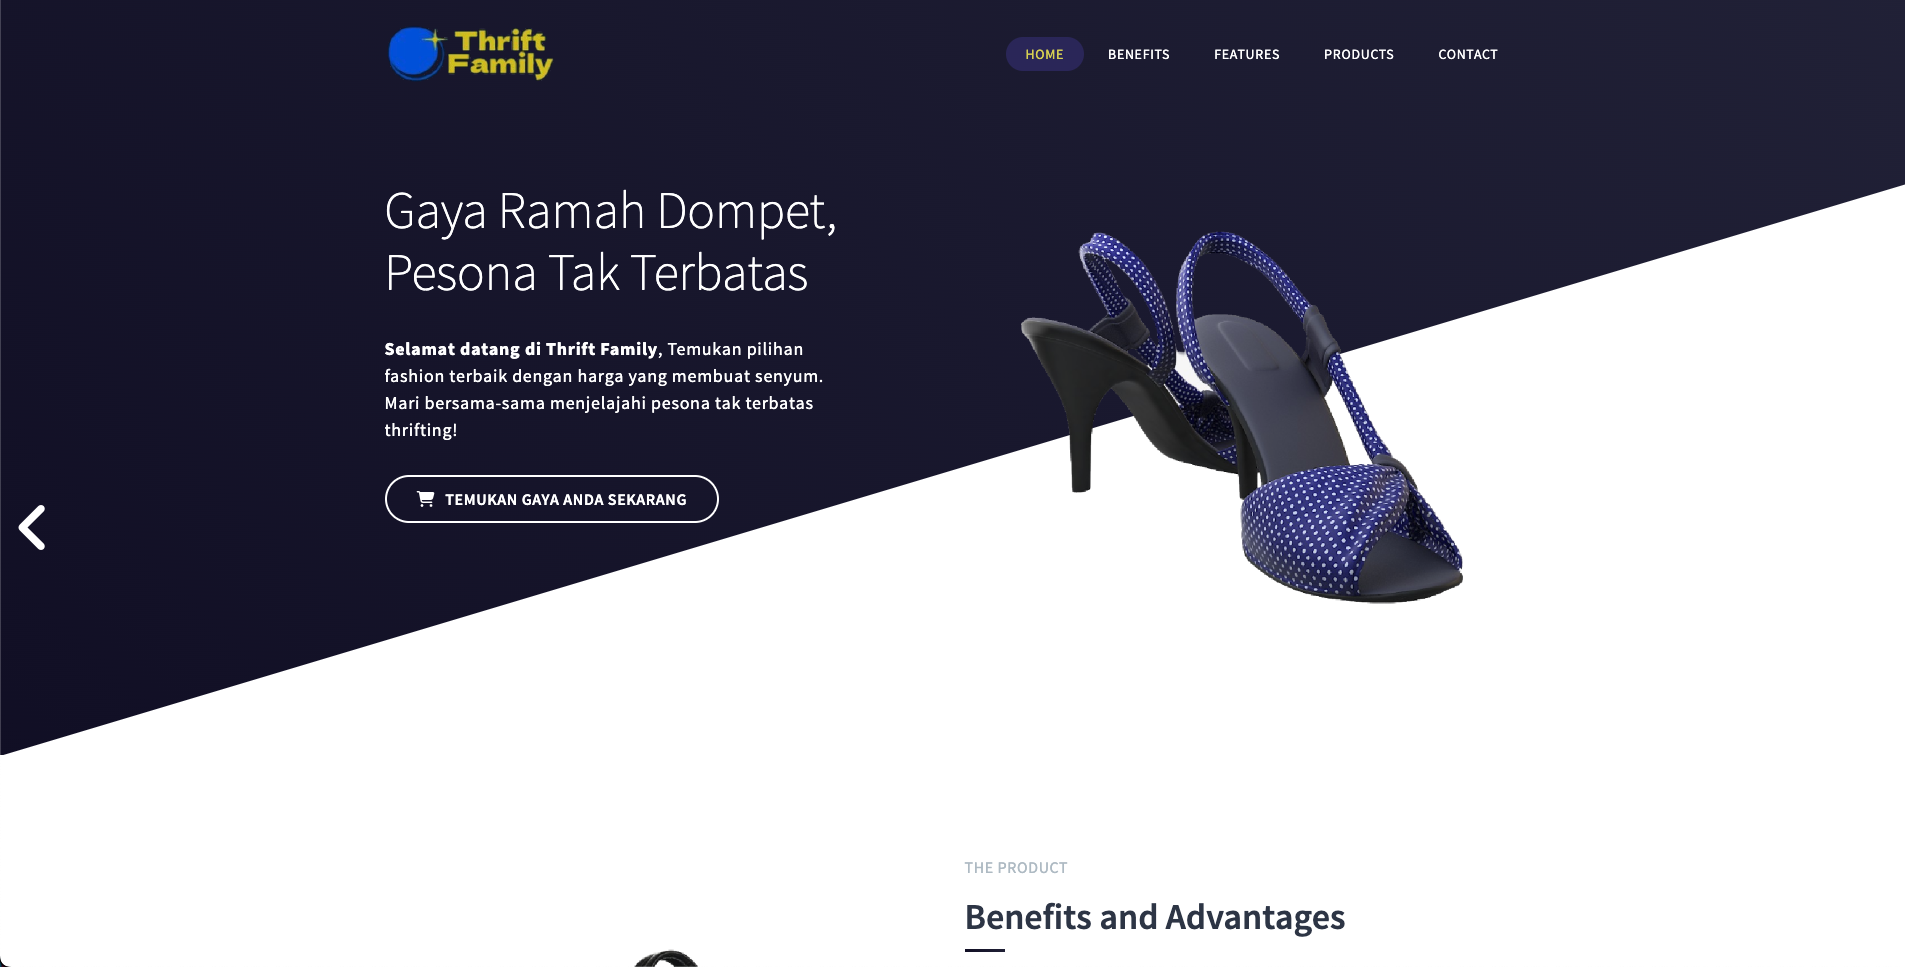 Thrift
Family
HOME
BENEFITS
FEATURES
PRODUCTS
CONTACT
Gaya Ramah Dompet,
Pesona Tak Terbatas
Selamat datang di Thrift Family, Temukan pilihan
fashion terbaik dengan harga yang membuat senyum.
Mari bersama-sama menjelajahi pesona tak terbatas
thrifting!
TEMUKAN GAYA ANDA SEKARANG
THE PRODUCT
Benefits and Advantages